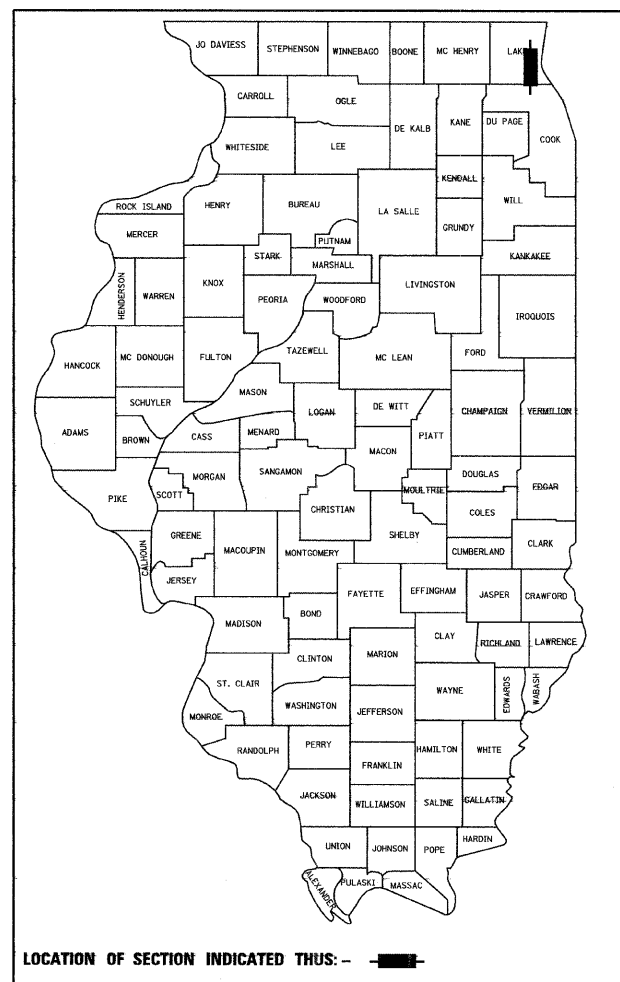 JO DAVIESS STEPHENSON WINNEBAGO BOONE MC HENRY LAKE
CARROLL OGLE DE KALB KANE DU PAGE COOK
WHITESIDE LEE KENDALL WILL
ROCK ISLAND HENRY BUREAU LA SALLE GRUNDY
MERCER PUTNAM KANKAKEE
STARK MARSHALL
HENDERSON WARREN KNOX PEORIA WOODFORD LIVINGSTON IROQUOIS
HANCOCK MC DONOUGH FULTON TAZEWELL MC LEAN FORD
SCHUYLER MASON LOGAN DE WITT CHAMPAIGN VERMILION
ADAMS BROWN CASS MENARD PIATT
MACON
MORGAN SANGAMON DOUGLAS
PIKE SCOTT CHRISTIAN MOULTRIE EDGAR
COLES
CALHOUN GREENE MACOUPIN MONTGOMERY SHELBY CUMBERLAND CLARK
JERSEY
FAYETTE EFFINGHAM JASPER CRAWFORD
MADISON BOND
CLAY RICHLAND LAWRENCE
CLINTON MARION
ST. CLAIR WAYNE EDWARDS WABASH
WASHINGTON JEFFERSON
MONROE
RANDOLPH PERRY HAMILTON WHITE
FRANKLIN
JACKSON WILLIAMSON SALINE GALLATIN
UNION JOHNSON POPE HARDIN
ALEXANDER PULASKI MASSAC
LOCATION OF SECTION INDICATED THUS: -